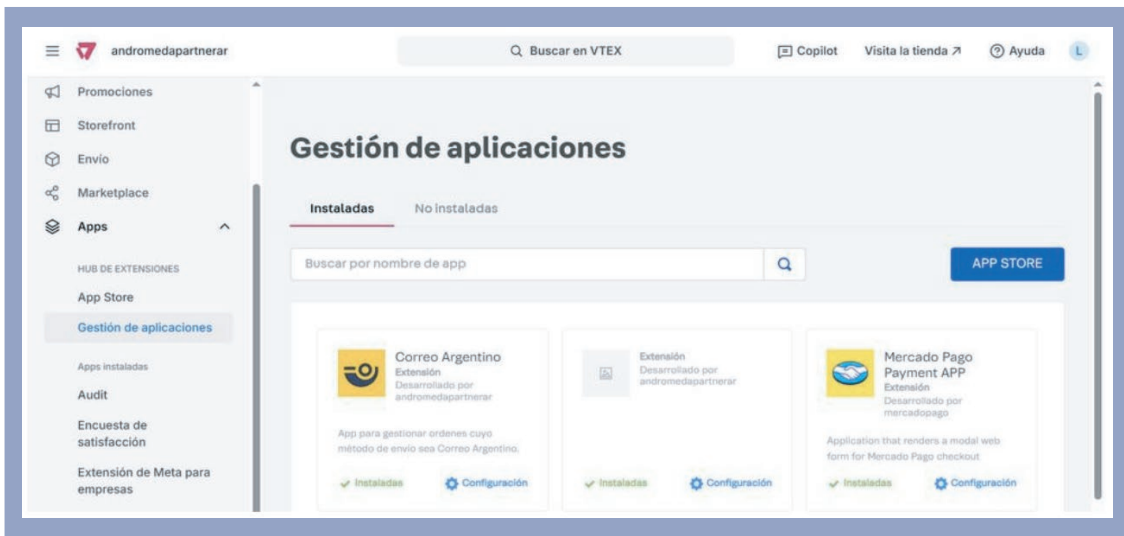 andromedapartnerar
Buscar en VTEX
Copilot
Visita la tienda
Ayuda
L
Promociones
Storefront
Envío
Marketplace
Apps
HUB DE EXTENSIONES
App Store
Gestión de aplicaciones
Apps instaladas
Audit
Encuesta de
satisfacción
Extensión de Meta para
empresas
Gestión de aplicaciones
Instaladas
No instaladas
Buscar por nombre de app
APP STORE
Correo Argentino
Extensión
Desarrollado por
andromedapartnerar
App para gestionar ordenes cuyo
método de envío sea Correo Argentino.
Instaladas
Configuración
Extensión
Desarrollado por
andromedapartnerar
Instaladas
Configuración
Mercado Pago
Payment APP
Extensión
Desarrollado por
mercadopago
Application that renders a modal web
form for Mercado Pago checkout
Instaladas
Configuración